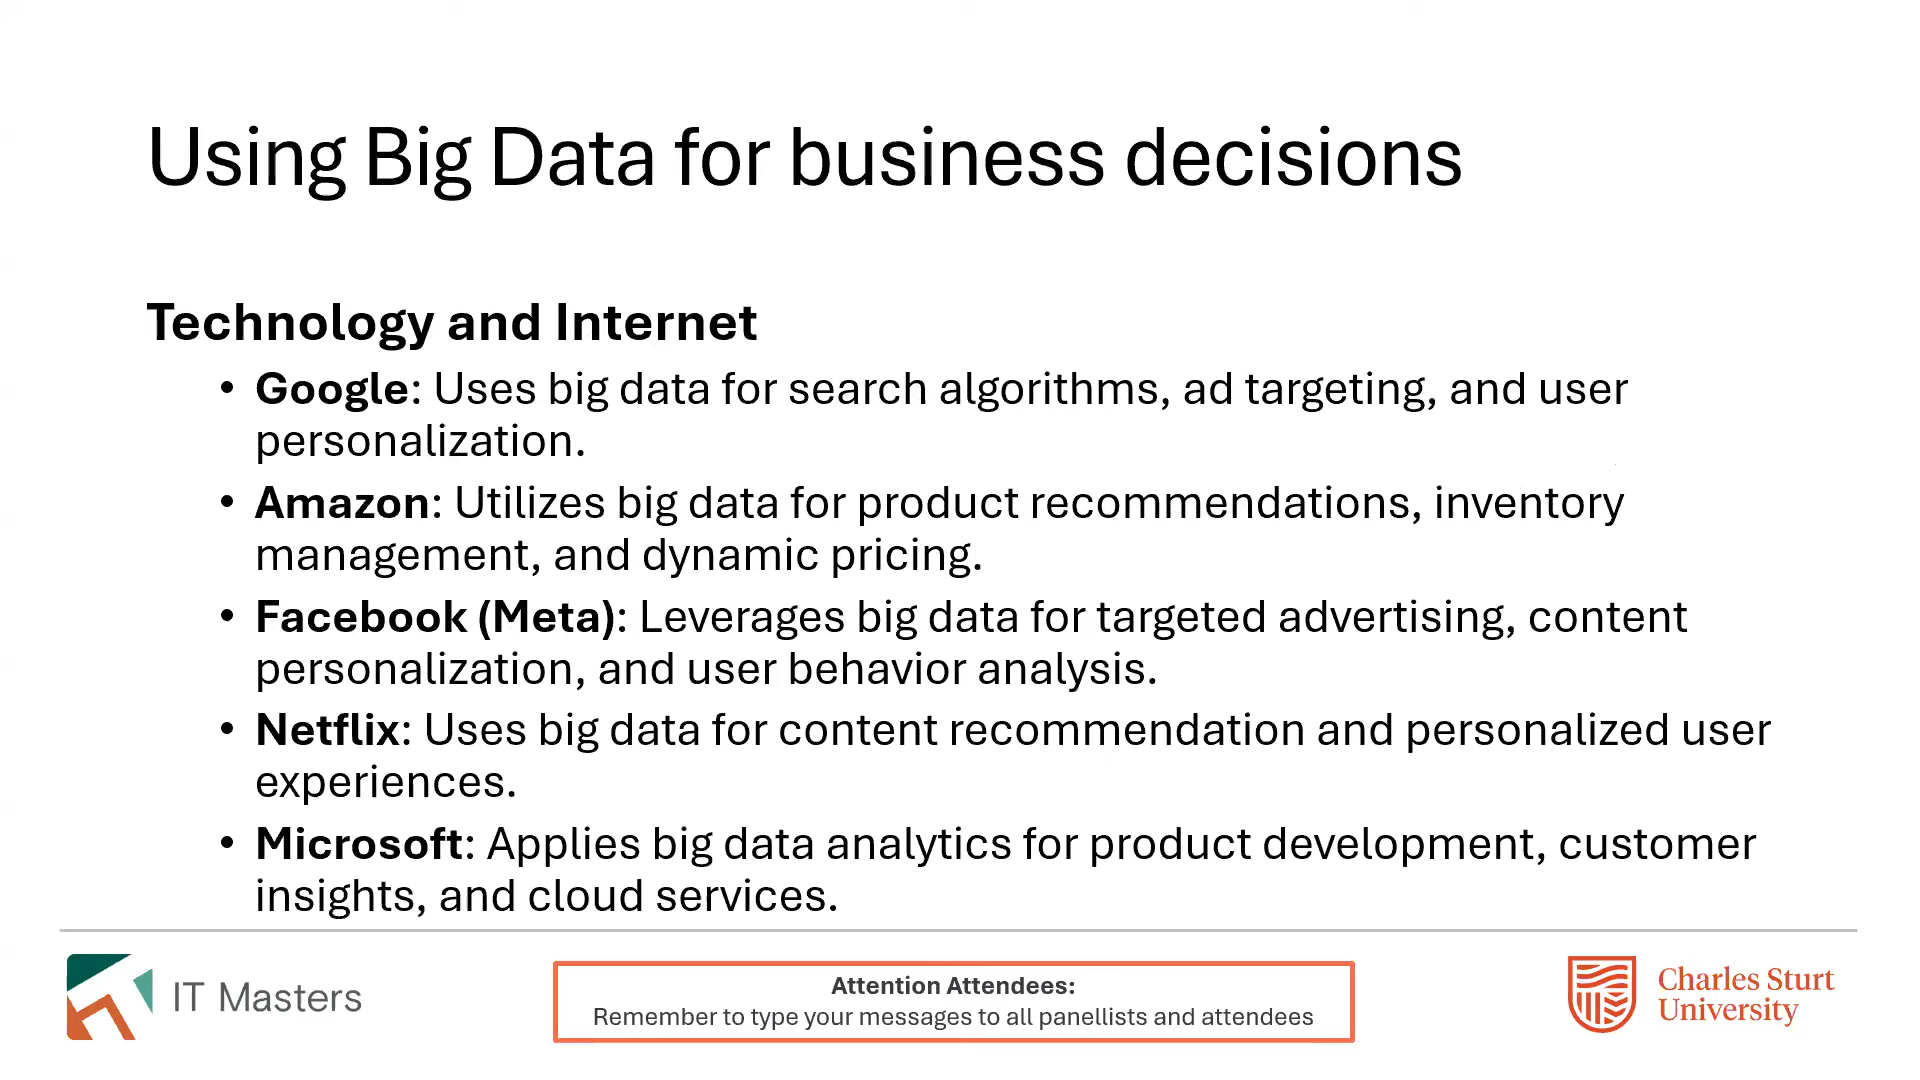 Using Big Data for business decisions
Technology and Internet
• Google: Uses big data for search algorithms, ad targeting, and user
personalization.
• Amazon: Utilizes big data for product recommendations, inventory
management, and dynamic pricing.
• Facebook (Meta): Leverages big data for targeted advertising, content
personalization, and user behavior analysis.
• Netflix: Uses big data for content recommendation and personalized user
experiences.
• Microsoft: Applies big data analytics for product development, customer
insights, and cloud services.
IT Masters
Attention Attendees:
Remember to type your messages to all panellists and attendees
Charles Sturt
University